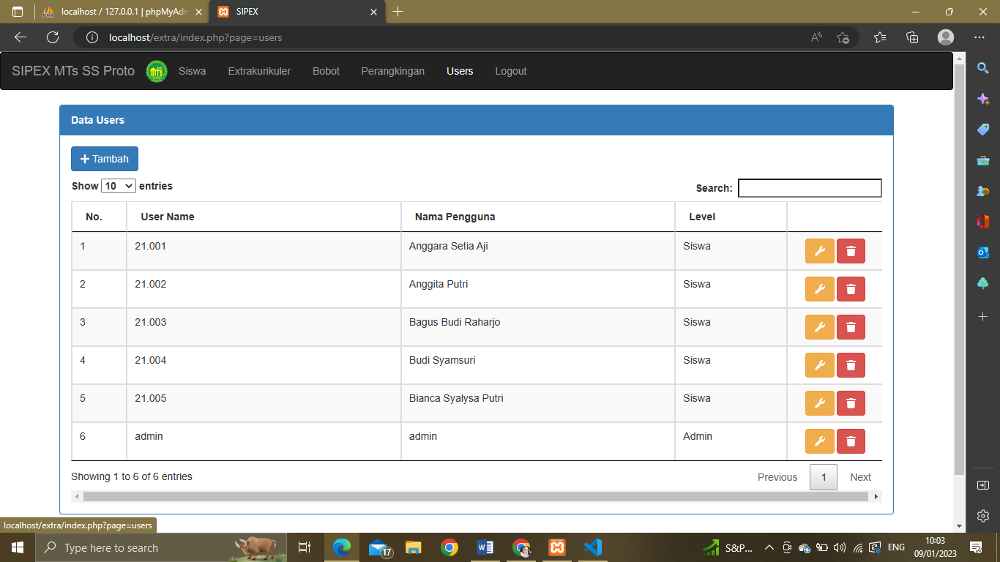 localhost / 127.0.0.1 | phpMyAdm
SIPEX
localhost/extra/index.php?page=users
SIPEX MTs SS Proto
Siswa
Extrakurikuler
Bobot
Perangkingan
Users
Logout
Data Users
Tambah
Show 10 entries
Search:
No. User Name Nama Pengguna Level
1 21.001 Anggara Setia Aji Siswa
2 21.002 Anggita Putri Siswa
3 21.003 Bagus Budi Raharjo Siswa
4 21.004 Budi Syamsuri Siswa
5 21.005 Bianca Syalysa Putri Siswa
6 admin admin Admin
Showing 1 to 6 of 6 entries
Previous 1 Next
localhost/extra/index.php?page=users
Type here to search
17
S&P...
ENG
10:03
09/01/2023